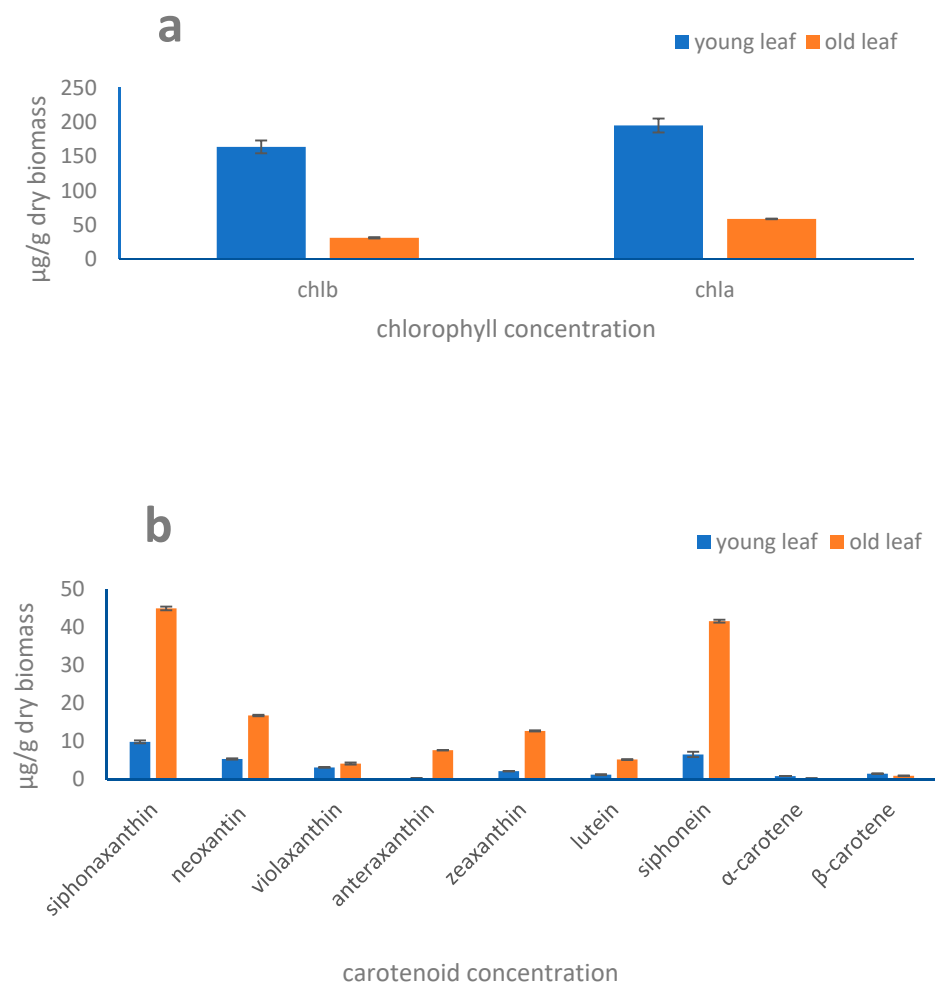 a
young leaf old leaf
250
200
150
100
50
0
µg/g dry biomass
chlb chla
chlorophyll concentration
b
young leaf old leaf
50
40
30
20
10
0
µg/g dry biomass
siphonaxanthin
neoxantin
violaxanthin
anteraxanthin
zeaxanthin
lutein
siphonein
α-carotene
β-carotene
carotenoid concentration